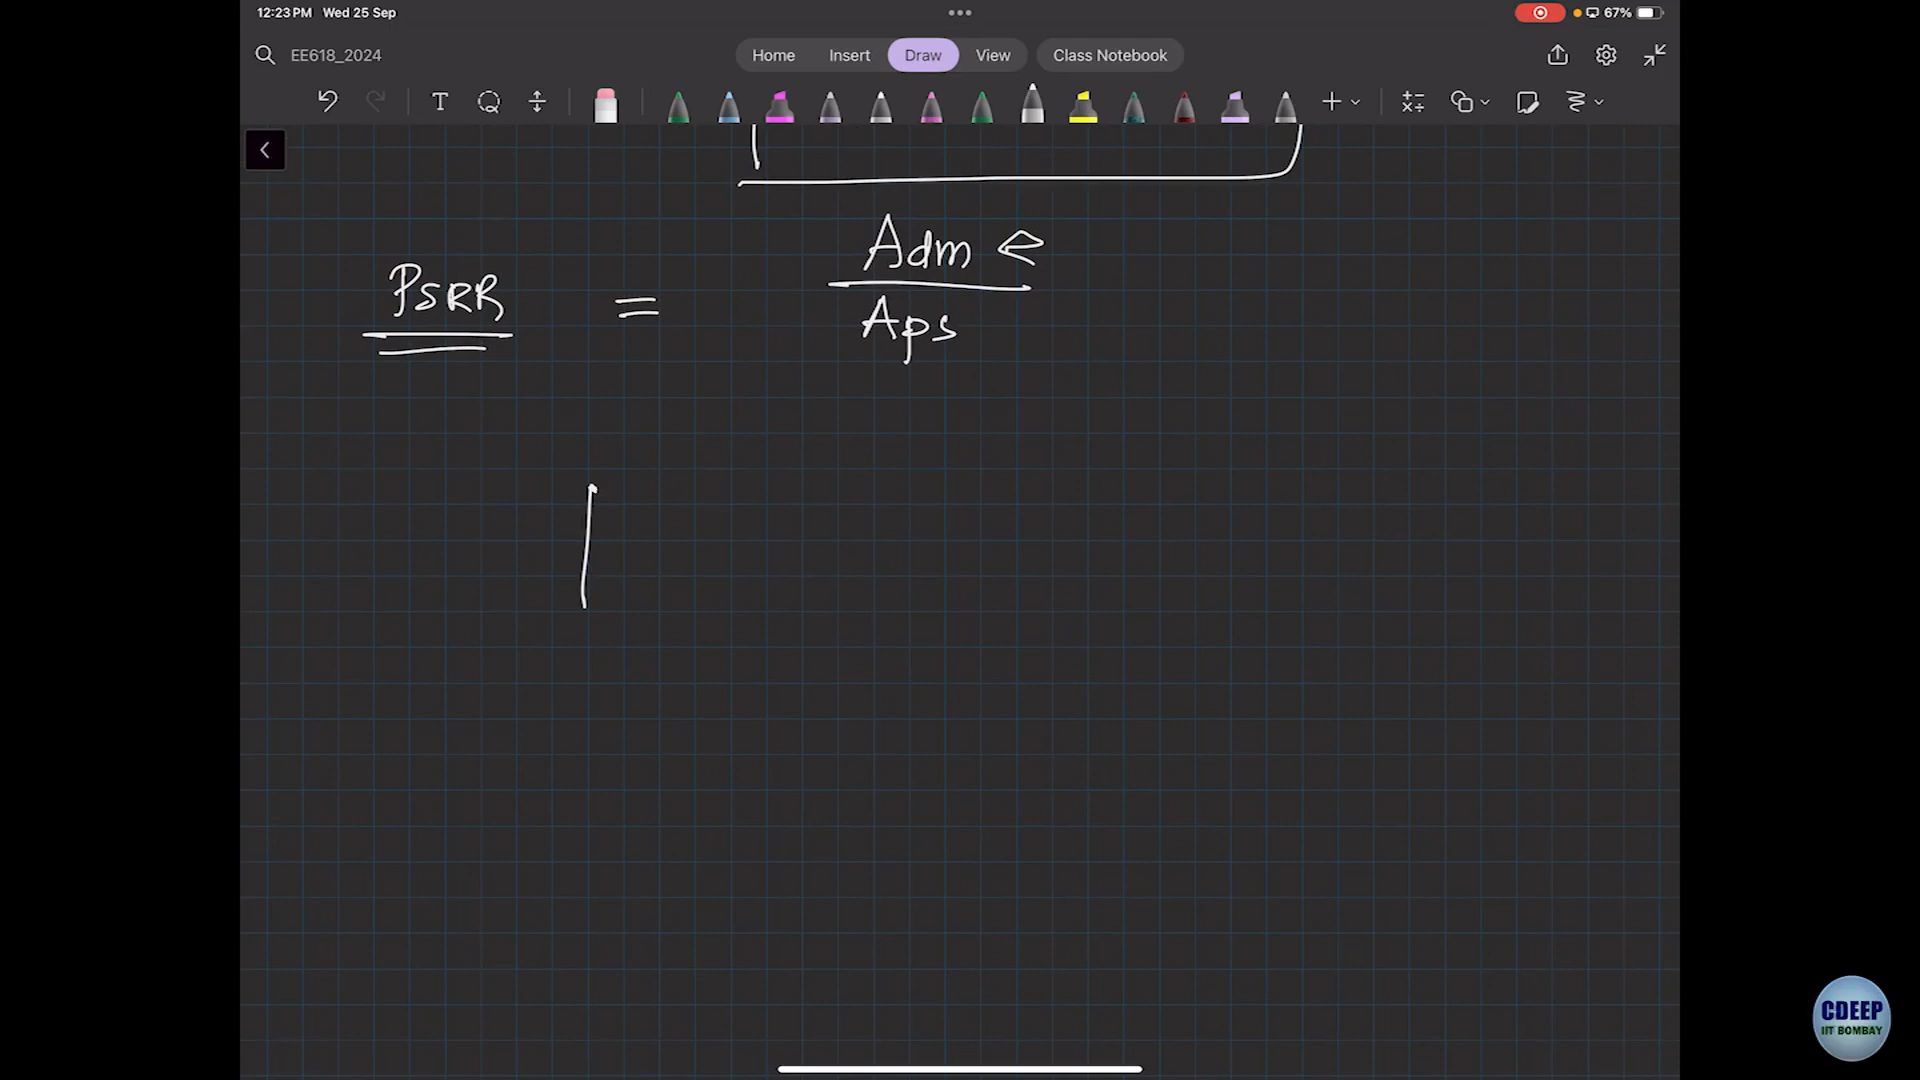 12:23 PM Wed 25 Sep
67%
EE618_2024
Home Insert Draw View Class Notebook
T
PSRR = Adm
Aps
CDEEP
IIT BOMBAY